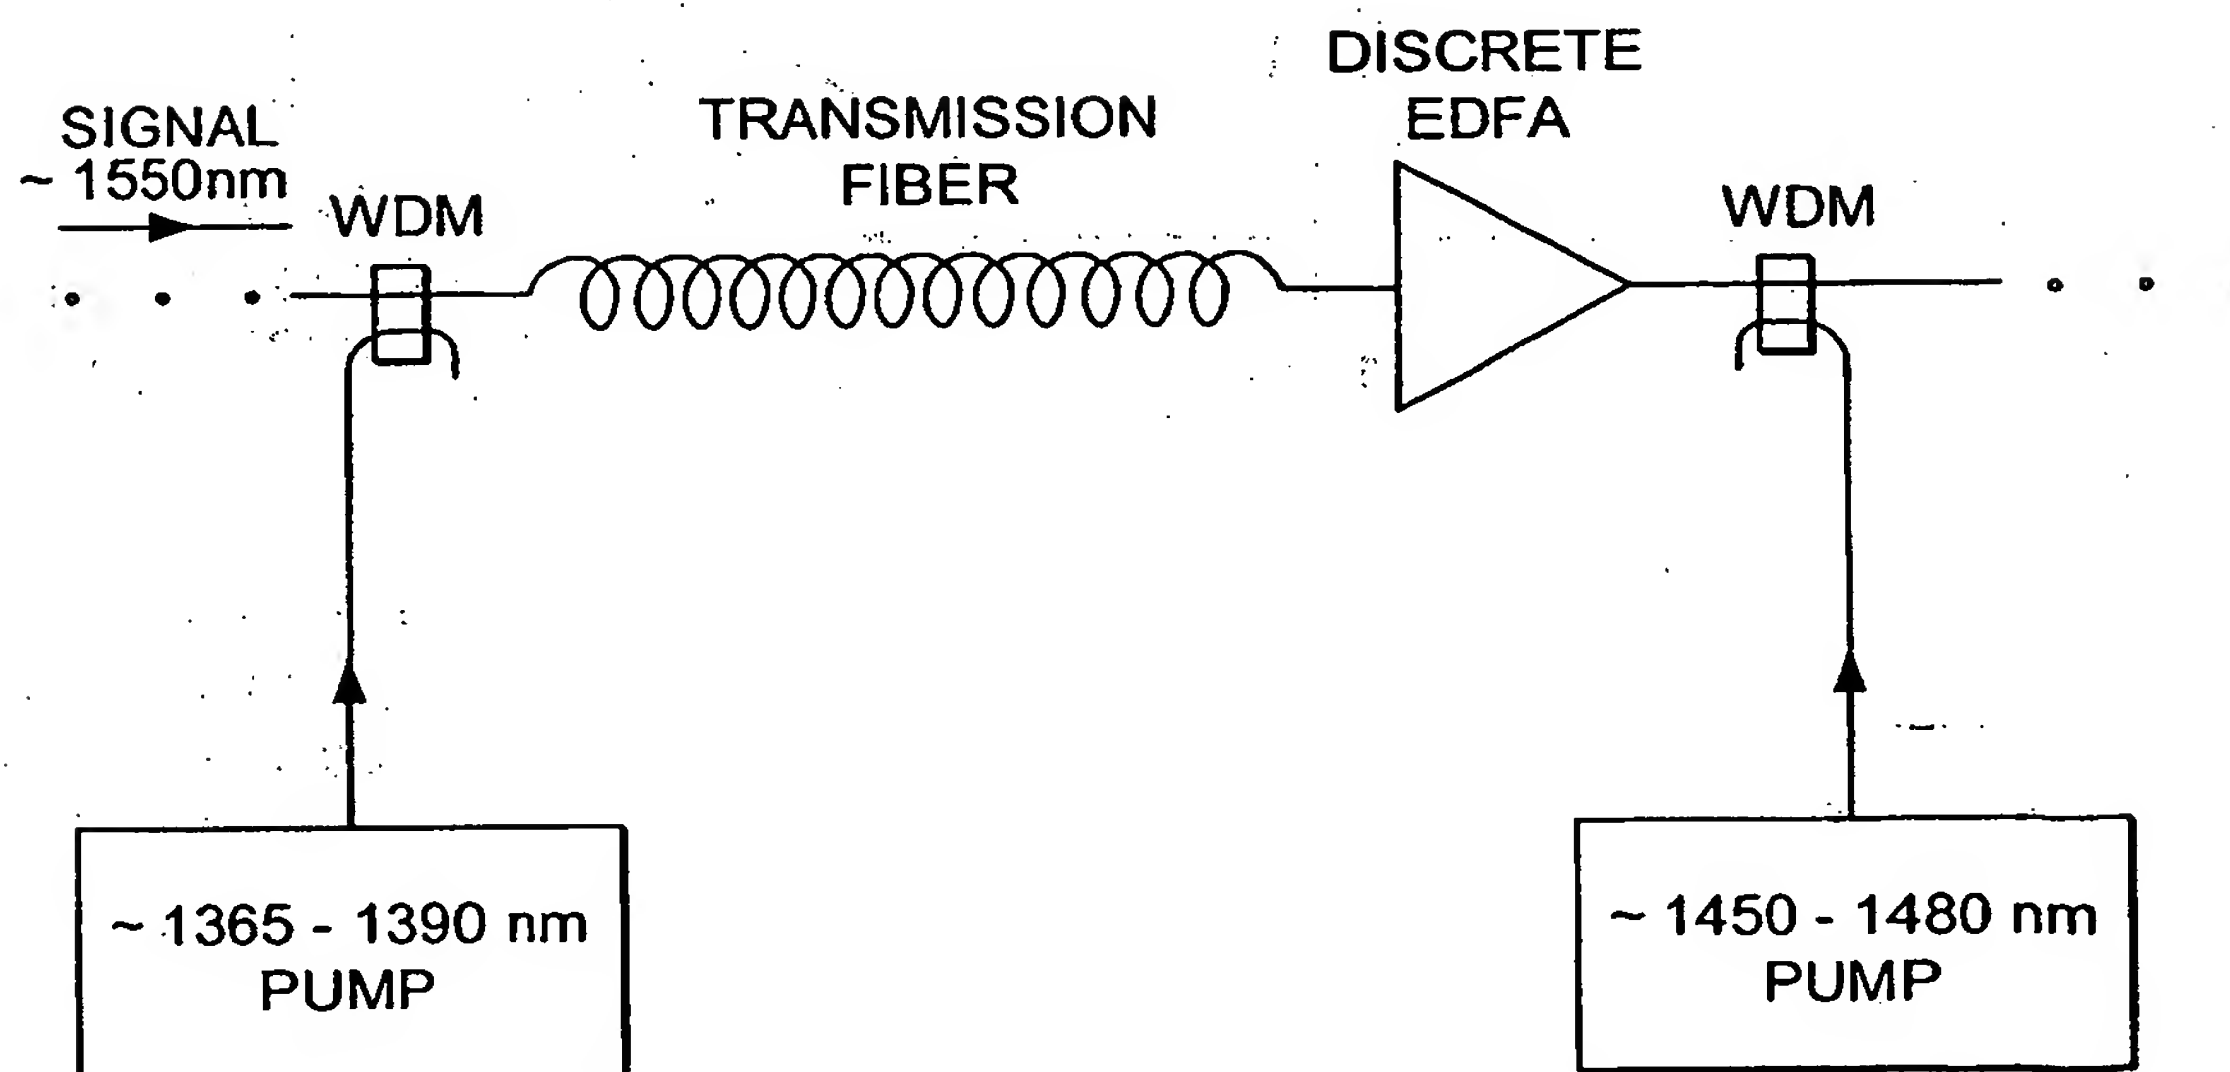 SIGNAL
~ 1550nm
WDM
TRANSMISSION
FIBER
DISCRETE
EDFA
WDM
~ 1365 - 1390 nm
PUMP
~ 1450 - 1480 nm
PUMP